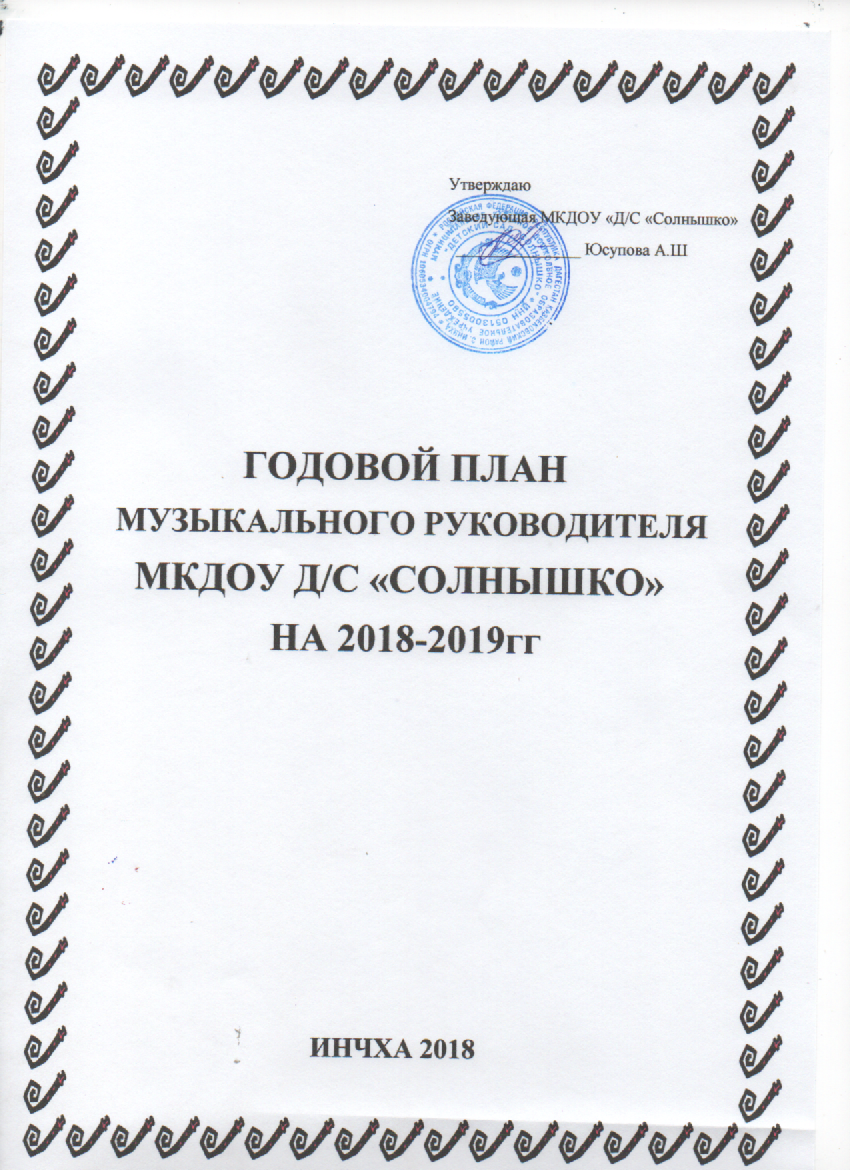 Утверждаю
Заведующая МКДОУ «Д/С «Солнышко»
Юсупова А.Ш
ГОДОВОЙ ПЛАН
МУЗЫКАЛЬНОГО РУКОВОДИТЕЛЯ
МКДОУ Д/С «СОЛНЫШКО»
НА 2018-2019гг
ИНЧХА 2018